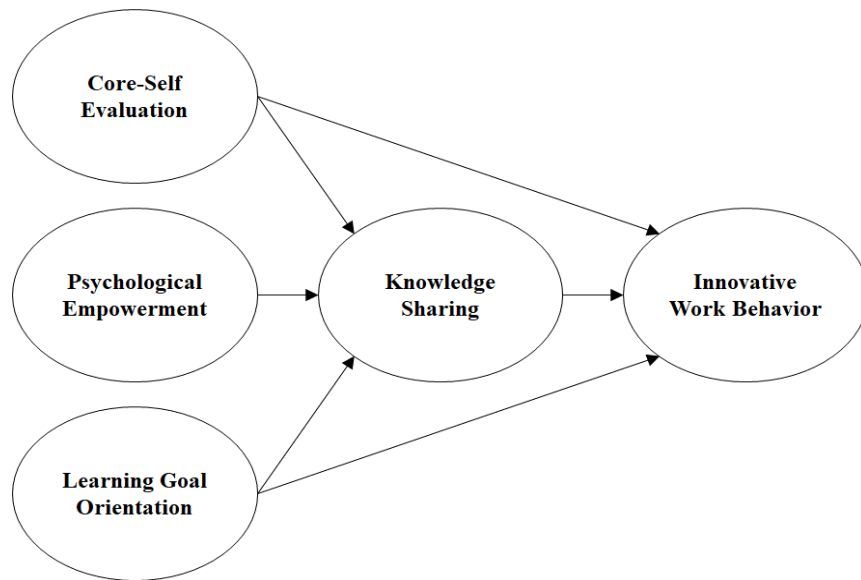 Core-Self
Evaluation
Psychological
Empowerment
Knowledge
Sharing
Innovative
Work Behavior
Learning Goal
Orientation